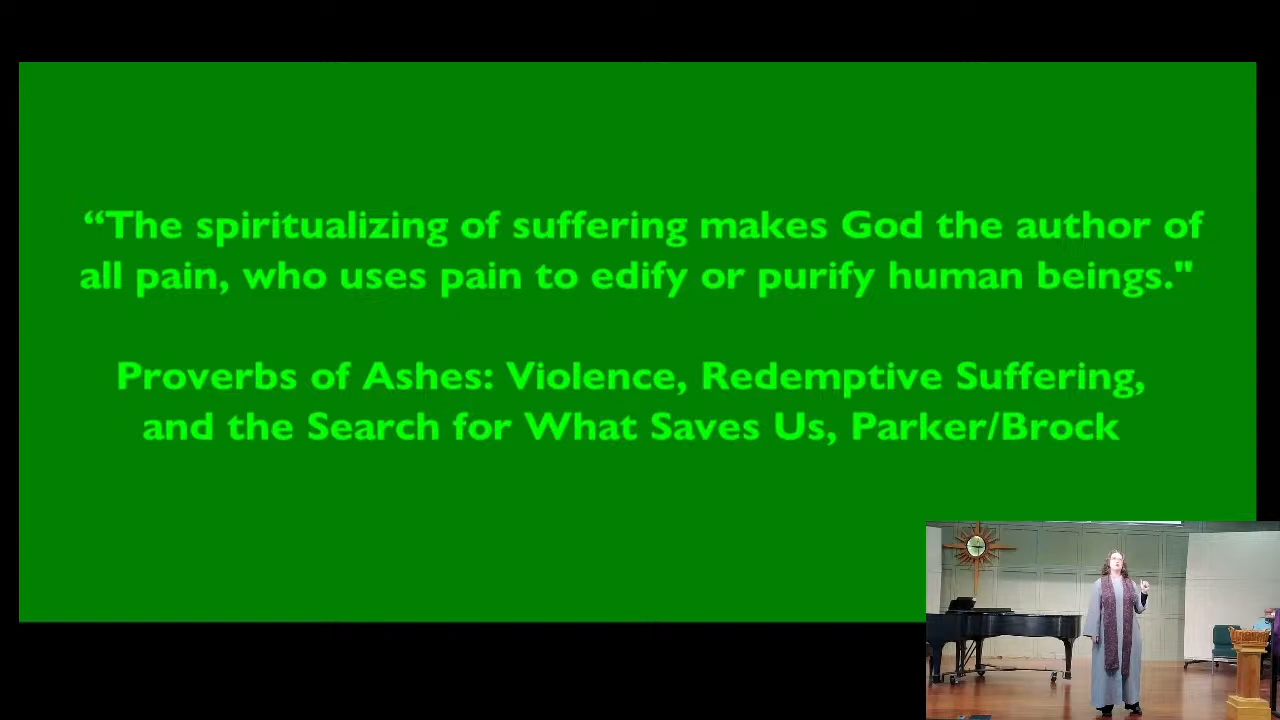 “The spiritualizing of suffering makes God the author of
all pain, who uses pain to edify or purify human beings."
Proverbs of Ashes: Violence, Redemptive Suffering,
and the Search for What Saves Us, Parker/Brock